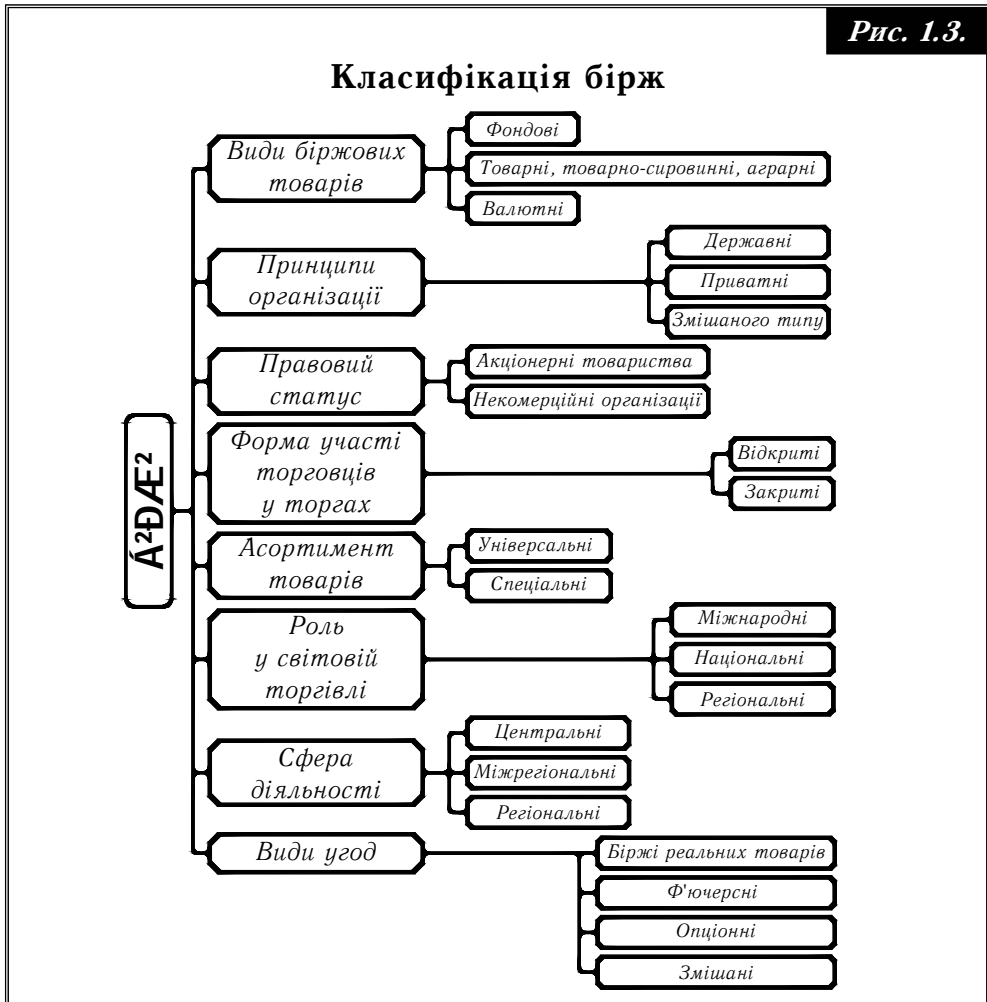 Рис. 1.3.
Класифікація бірж
Á²ÐÆ²
Види біржових
товарів
Фондові
Товарні, товарно-сировинні, аграрні
Валютні
Принципи
організації
Державні
Приватні
Змішаного типу
Правовий
статус
Акціонерні товариства
Некомерційні організації
Форма участі
торговців
у торгах
Відкриті
Закриті
Асортимент
товарів
Універсальні
Спеціальні
Роль
у світовій
торгівлі
Міжнародні
Національні
Регіональні
Сфера
діяльності
Центральні
Міжрегіональні
Регіональні
Види угод
Біржі реальних товарів
Ф'ючерсні
Опціонні
Змішані